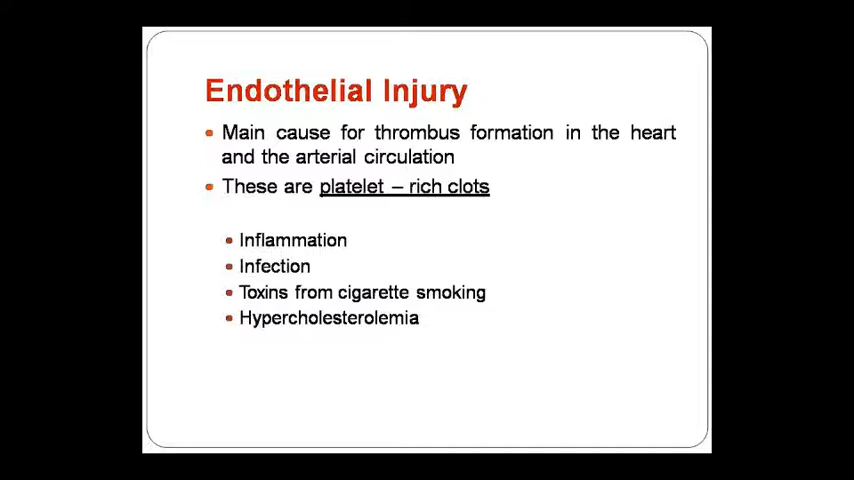 Endothelial Injury
• Main cause for thrombus formation in the heart
and the arterial circulation
• These are platelet – rich clots
• Inflammation
• Infection
• Toxins from cigarette smoking
• Hypercholesterolemia